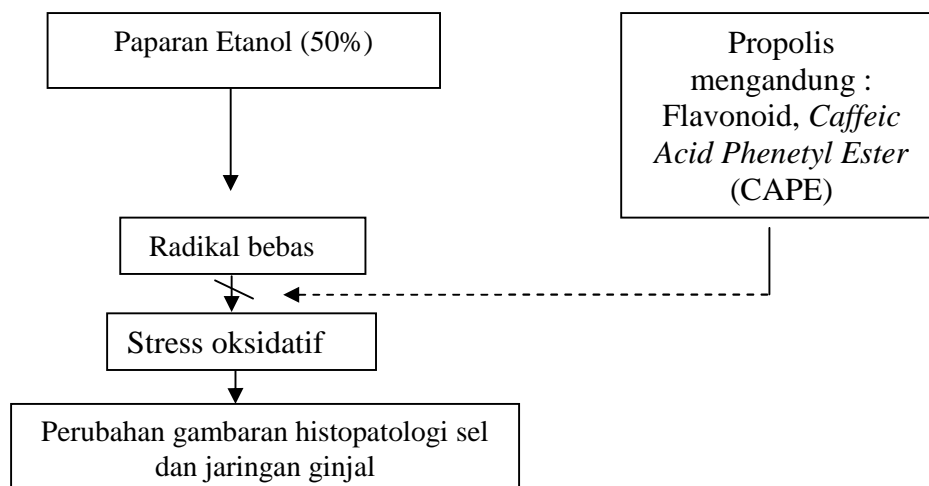 Paparan Etanol (50%)
Propolis
mengandung :
Flavonoid, Caffeic
Acid Phenetyl Ester
(CAPE)
Radikal bebas
Stress oksidatif
Perubahan gambaran histopatologi sel
dan jaringan ginjal